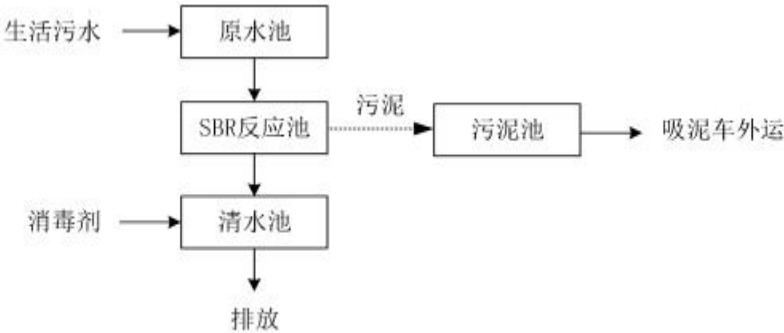 生活污水
原水池
污泥
SBR反应池
污泥池
吸泥车外运
消毒剂
清水池
排放